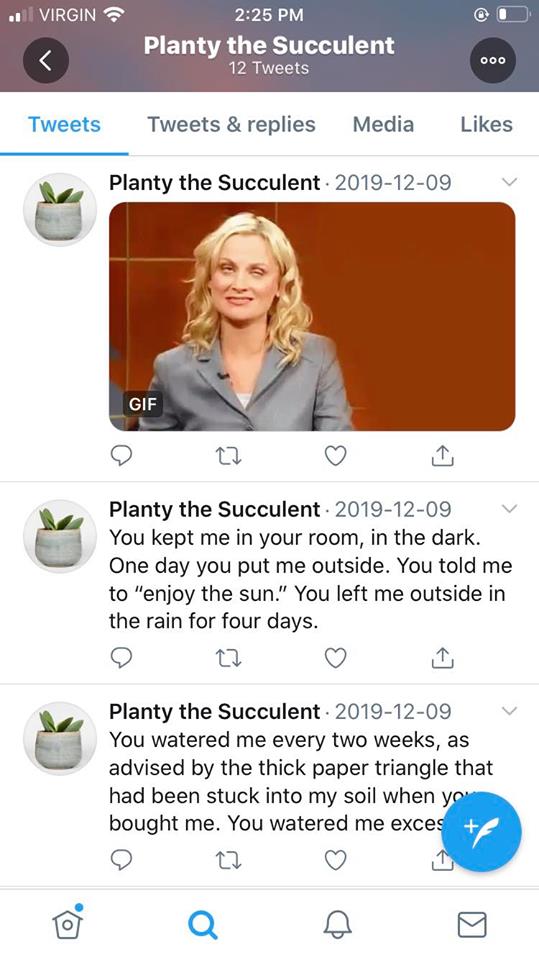 VIRGIN 2:25 PM
Planty the Succulent
12 Tweets
Tweets Tweets & replies Media Likes
Planty the Succulent · 2019-12-09
GIF
Planty the Succulent · 2019-12-09
You kept me in your room, in the dark.
One day you put me outside. You told me
to “enjoy the sun.” You left me outside in
the rain for four days.
Planty the Succulent · 2019-12-09
You watered me every two weeks, as
advised by the thick paper triangle that
had been stuck into my soil when you
bought me. You watered me exces